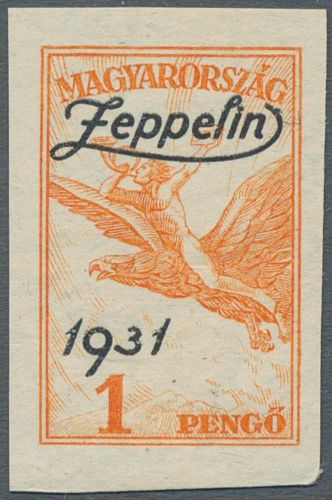 MAGYARORSZÁG
Zeppelin
1931
1 PENGŐ